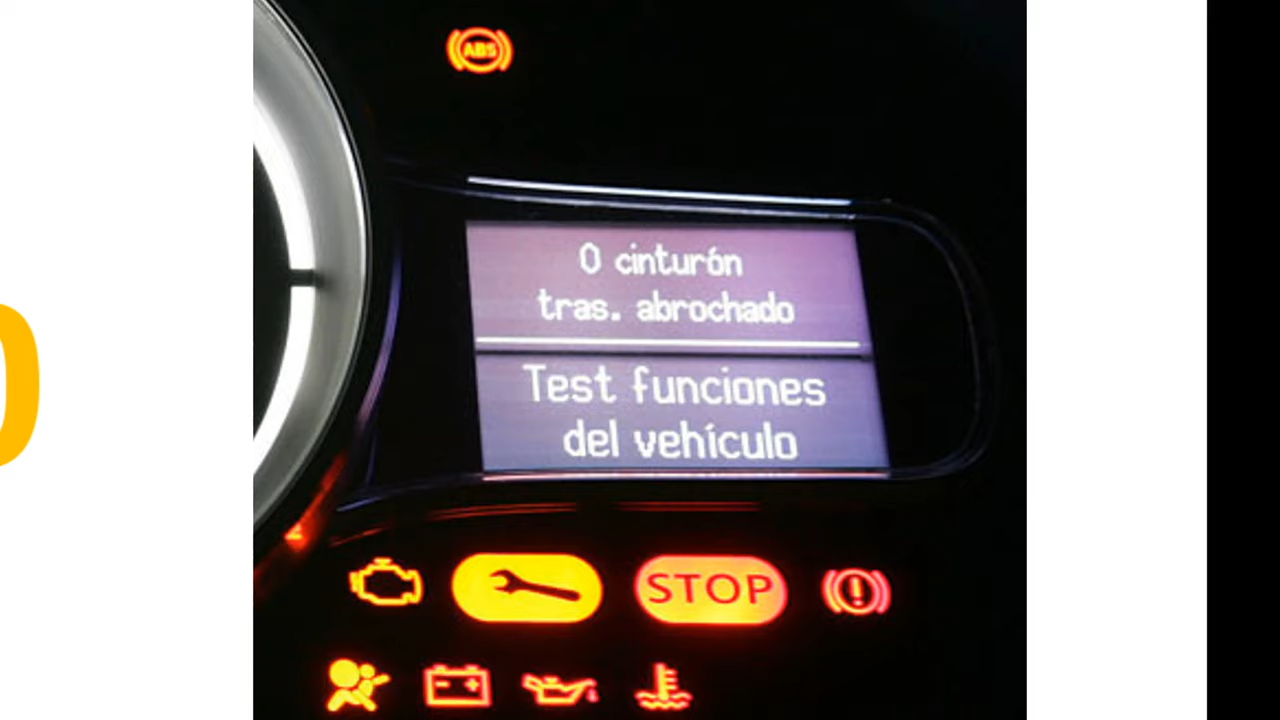 ABS
0 cinturón
tras. abrochado
Test funciones
del vehículo
STOP